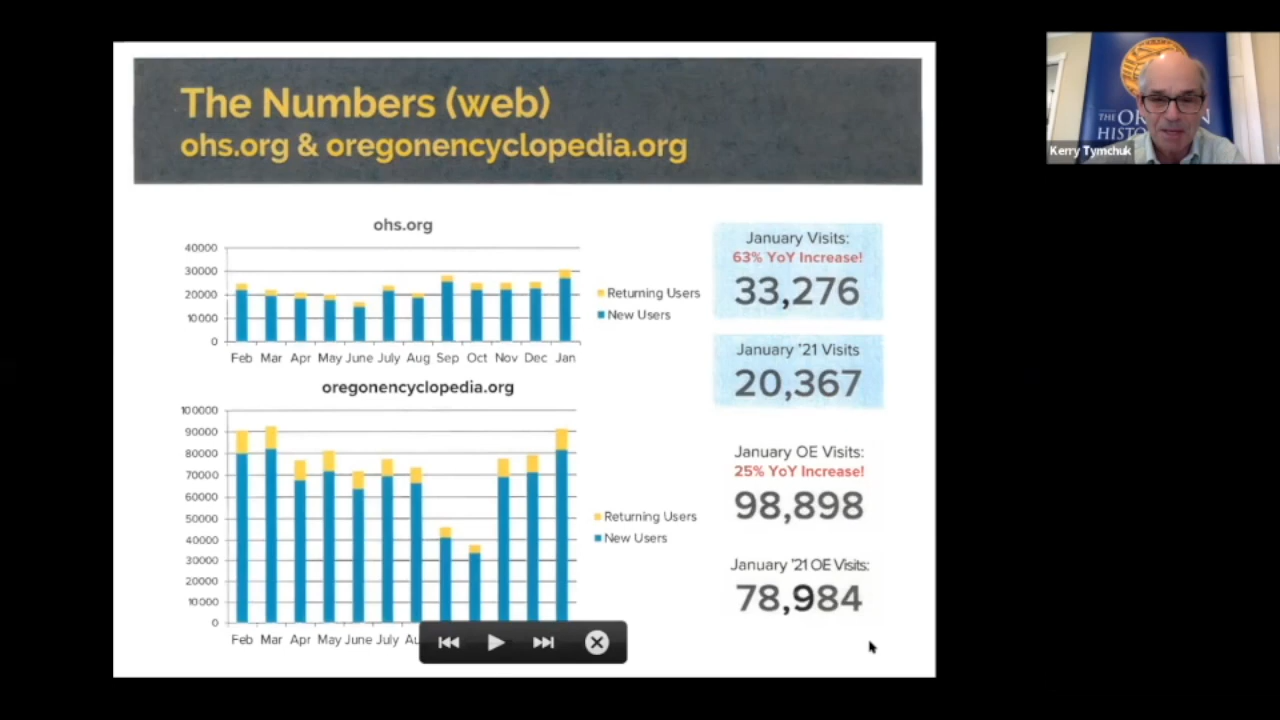 The Numbers (web)
ohs.org & oregonencyclopedia.org
ohs.org
40000
30000
20000
10000
0
Feb Mar Apr May June July Aug Sep Oct Nov Dec Jan
Returning Users
New Users
oregonencyclopedia.org
100000
90000
80000
70000
60000
50000
40000
30000
20000
10000
0
Feb Mar Apr May June July Au
Returning Users
New Users
January Visits:
63% YoY Increase!
33,276
January '21 Visits
20,367
January OE Visits:
25% YoY Increase!
98,898
January '21 OE Visits:
78,984
THE OR N
HIST
Kerry Tymchuk